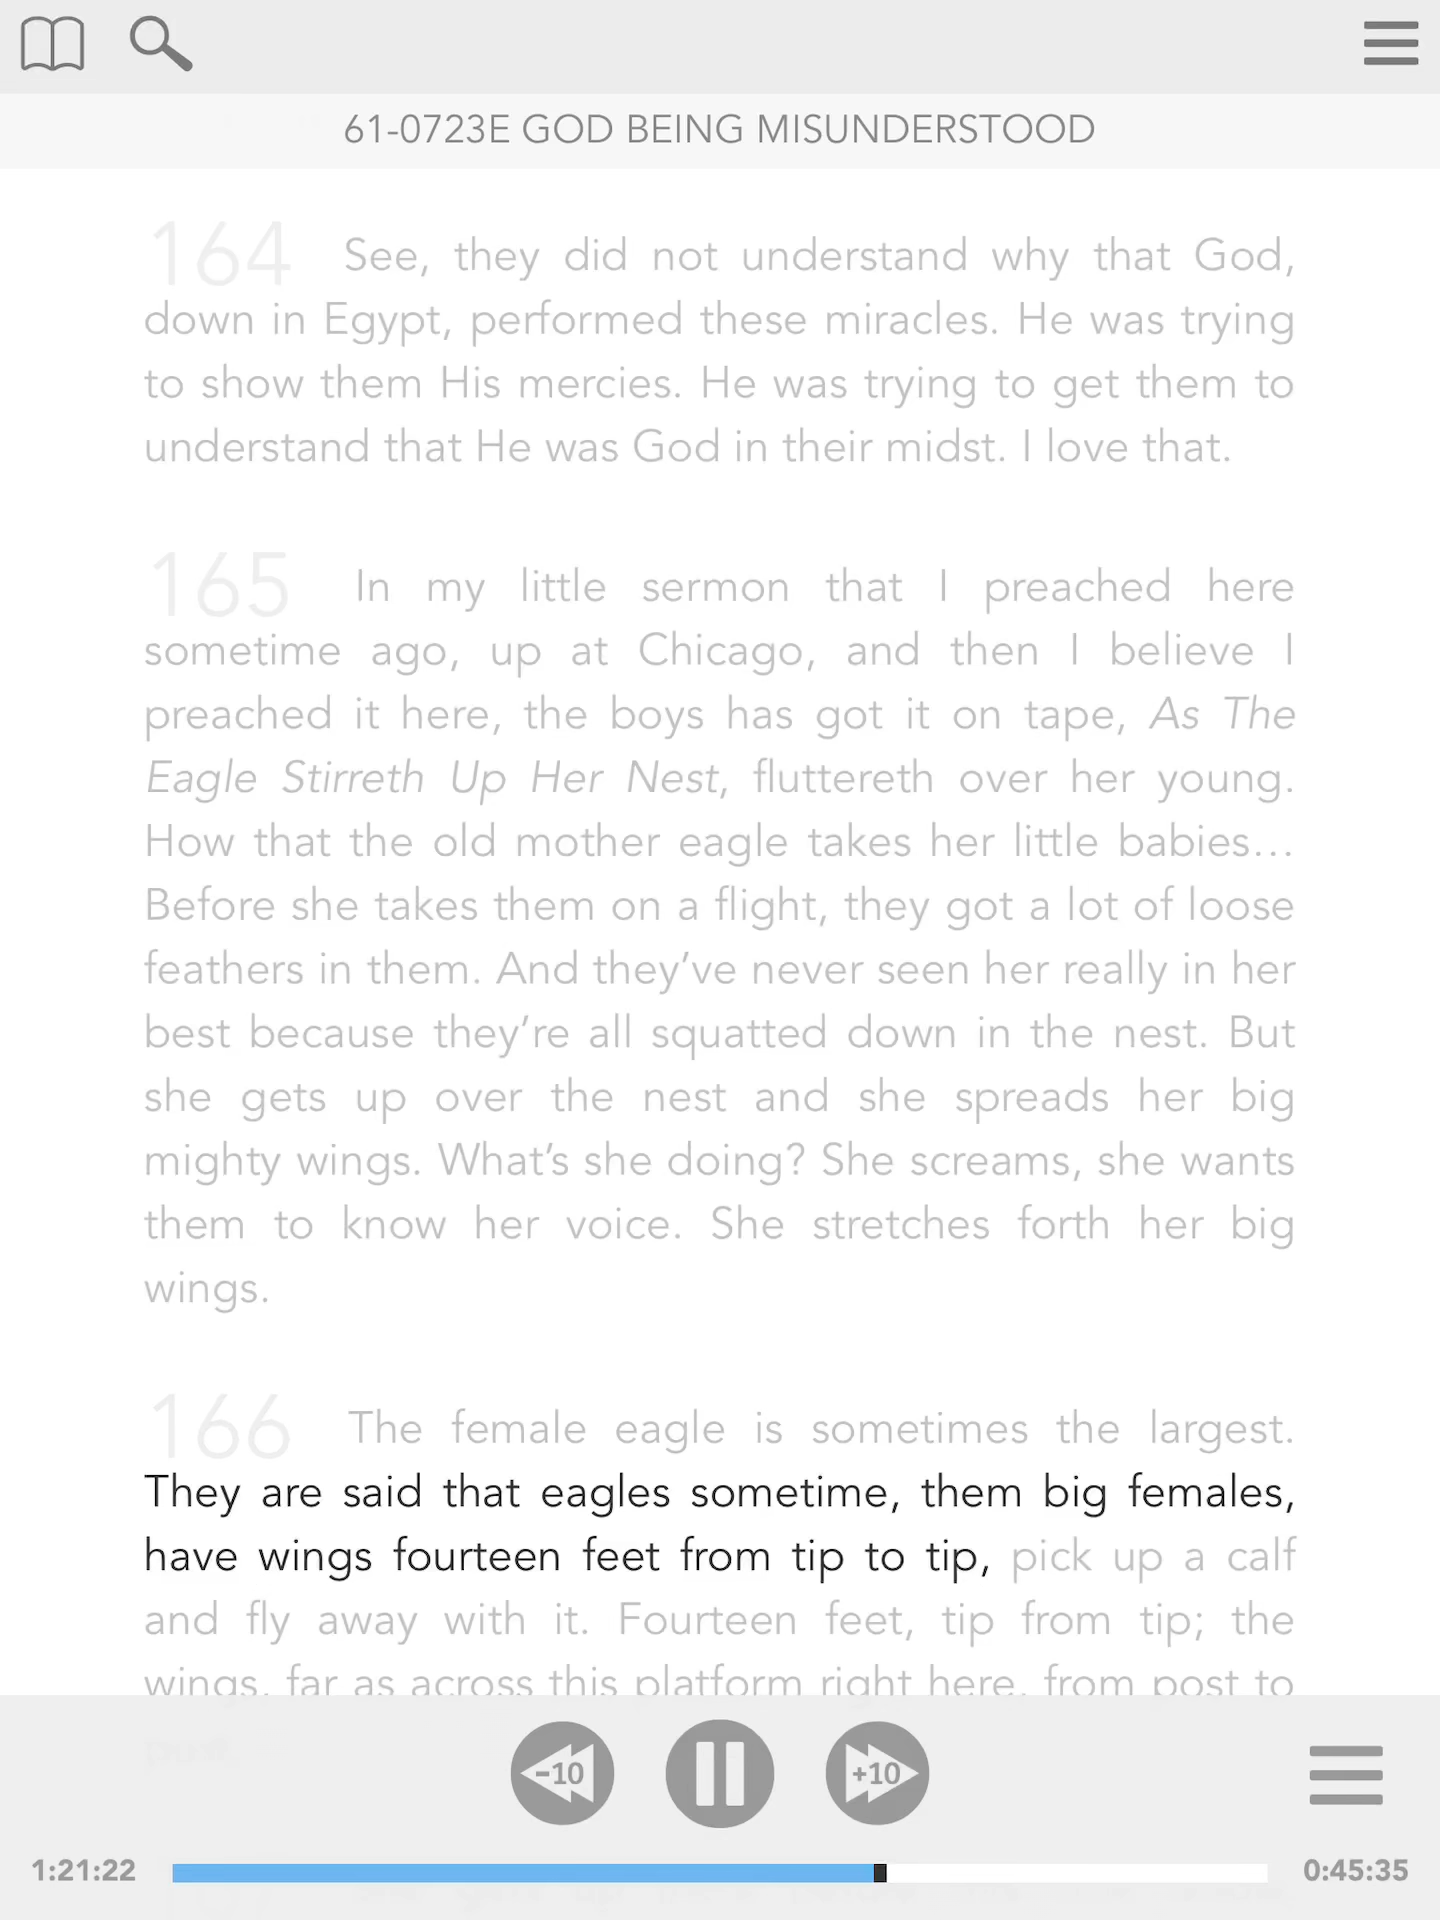 61-0723E GOD BEING MISUNDERSTOOD
164 See, they did not understand why that God,
down in Egypt, performed these miracles. He was trying
to show them His mercies. He was trying to get them to
understand that He was God in their midst. I love that.
165 In my little sermon that I preached here
sometime ago, up at Chicago, and then I believe I
preached it here, the boys has got it on tape, As The
Eagle Stirreth Up Her Nest, fluttereth over her young.
How that the old mother eagle takes her little babies…
Before she takes them on a flight, they got a lot of loose
feathers in them. And they’ve never seen her really in her
best because they’re all squatted down in the nest. But
she gets up over the nest and she spreads her big
mighty wings. What’s she doing? She screams, she wants
them to know her voice. She stretches forth her big
wings.
166 The female eagle is sometimes the largest.
They are said that eagles sometime, them big females,
have wings fourteen feet from tip to tip, pick up a calf
and fly away with it. Fourteen feet, tip from tip; the
wings, far as across this platform right here, from post to
-10 +10
1:21:22 0:45:35